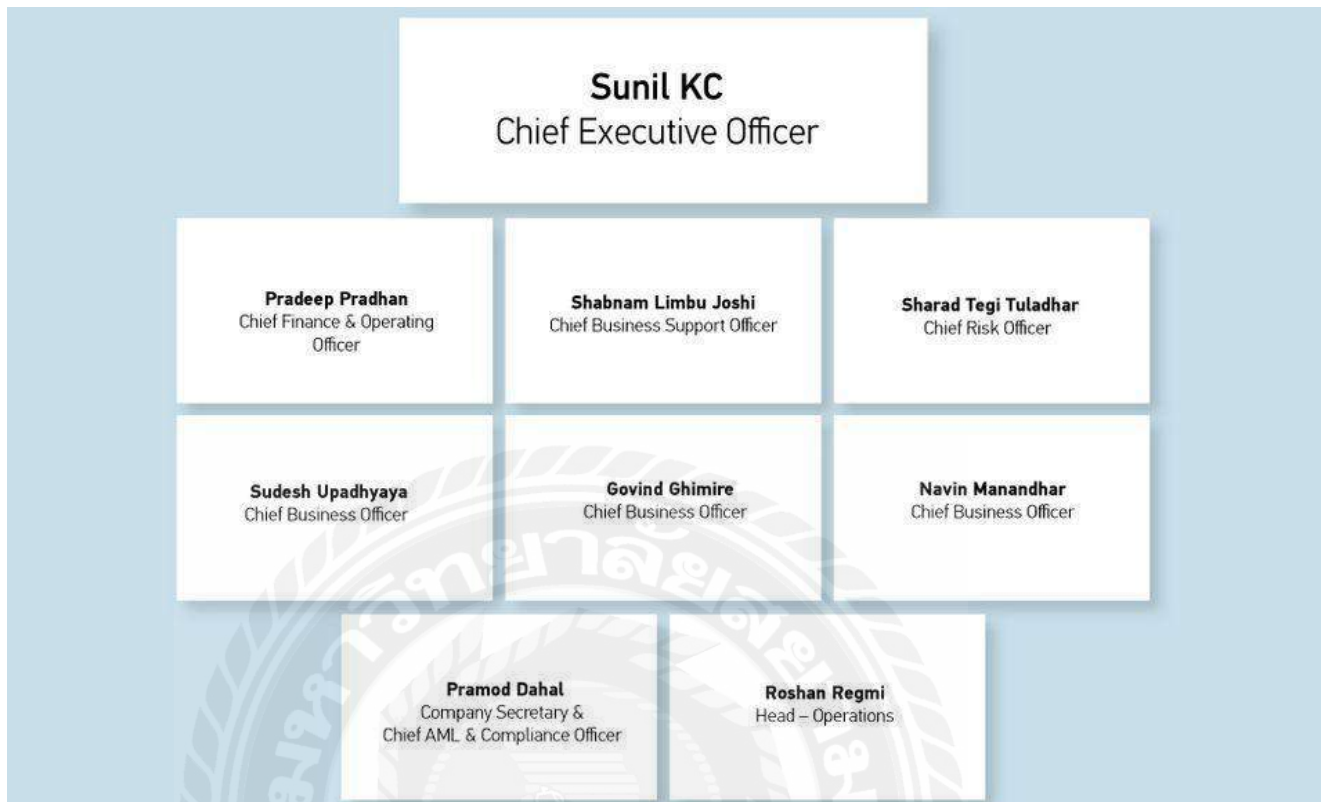 Sunil KC
Chief Executive Officer
Pradeep Pradhan
Chief Finance & Operating
Officer
Shabnam Limbu Joshi
Chief Business Support Officer
Sharad Tegi Tuladhar
Chief Risk Officer
Sudesh Upadhyaya
Chief Business Officer
Govind Ghimire
Chief Business Officer
Navin Manandhar
Chief Business Officer
Pramod Dahal
Company Secretary &
Chief AML & Compliance Officer
Roshan Regmi
Head – Operations